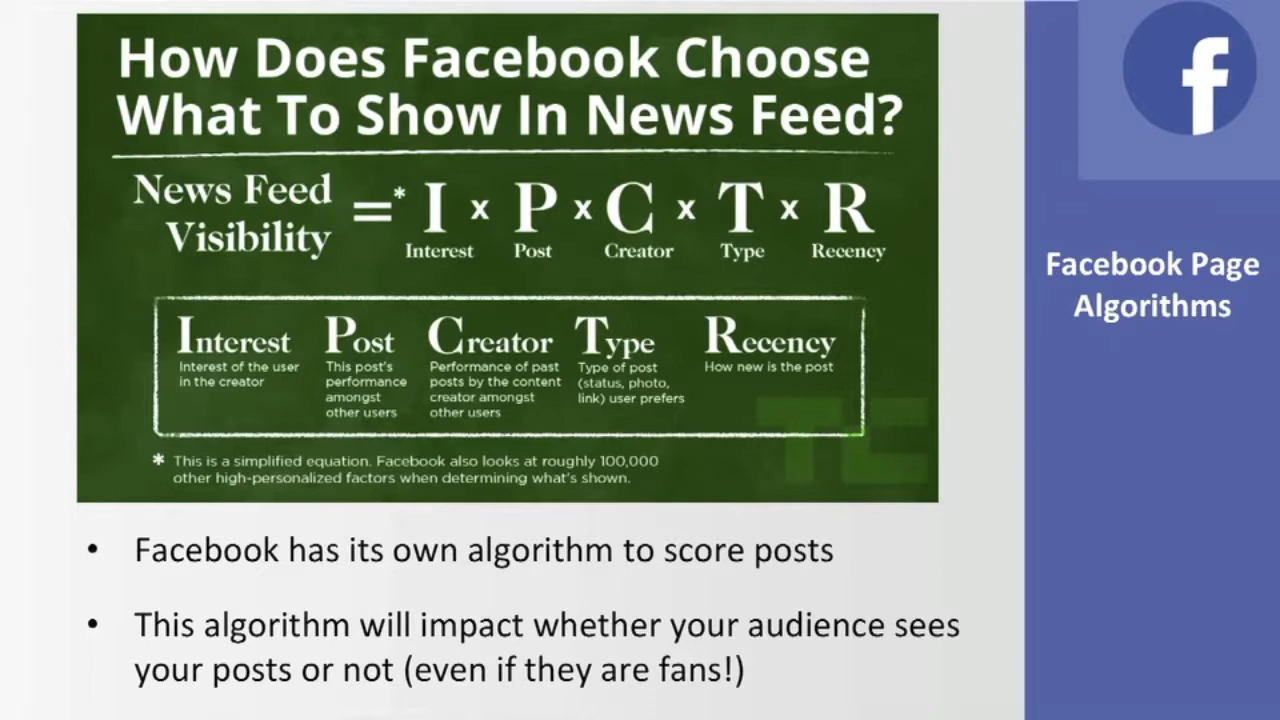 How Does Facebook Choose
What To Show In News Feed?
News Feed
Visibility
=* I x P x C x T x R
Interest Post Creator Type Recency
Interest
Interest of the user
in the creator
Post
This post's
performance
amongst
other users
Creator
Performance of past
posts by the content
creator amongst
other users
Type
Type of post
(status, photo,
link) user prefers
Recency
How new is the post
TC
* This is a simplified equation. Facebook also looks at roughly 100,000
other high-personalized factors when determining what's shown.
• Facebook has its own algorithm to score posts
• This algorithm will impact whether your audience sees
your posts or not (even if they are fans!)
f
Facebook Page
Algorithms